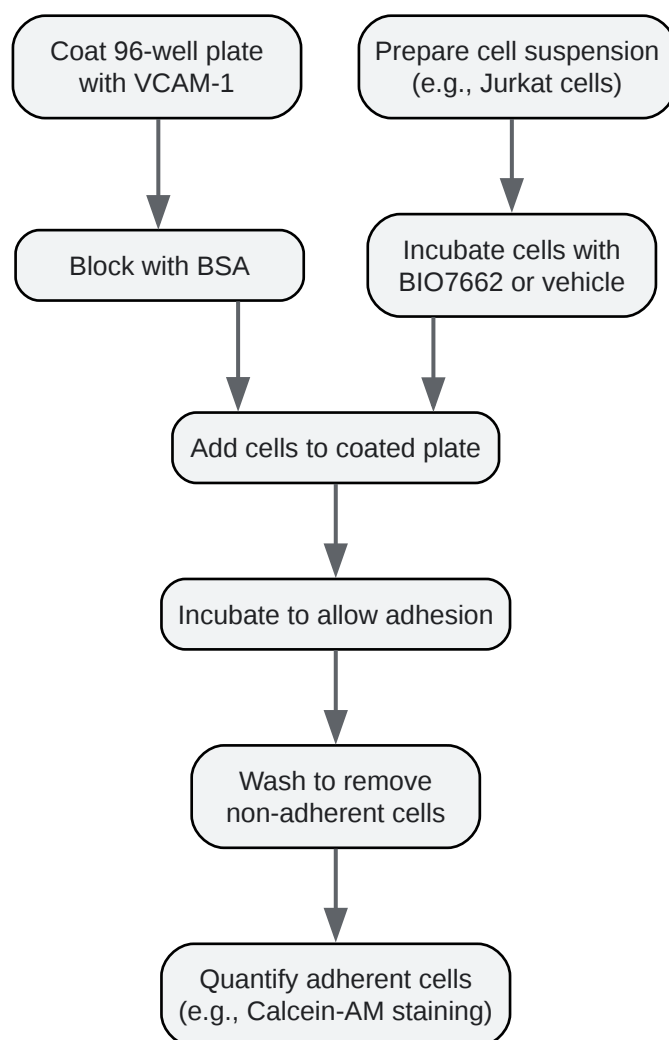 Coat 96-well plate
with VCAM-1
Prepare cell suspension
(e.g., Jurkat cells)
Block with BSA
Incubate cells with
BIO7662 or vehicle
Add cells to coated plate
Incubate to allow adhesion
Wash to remove
non-adherent cells
Quantify adherent cells
(e.g., Calcein-AM staining)